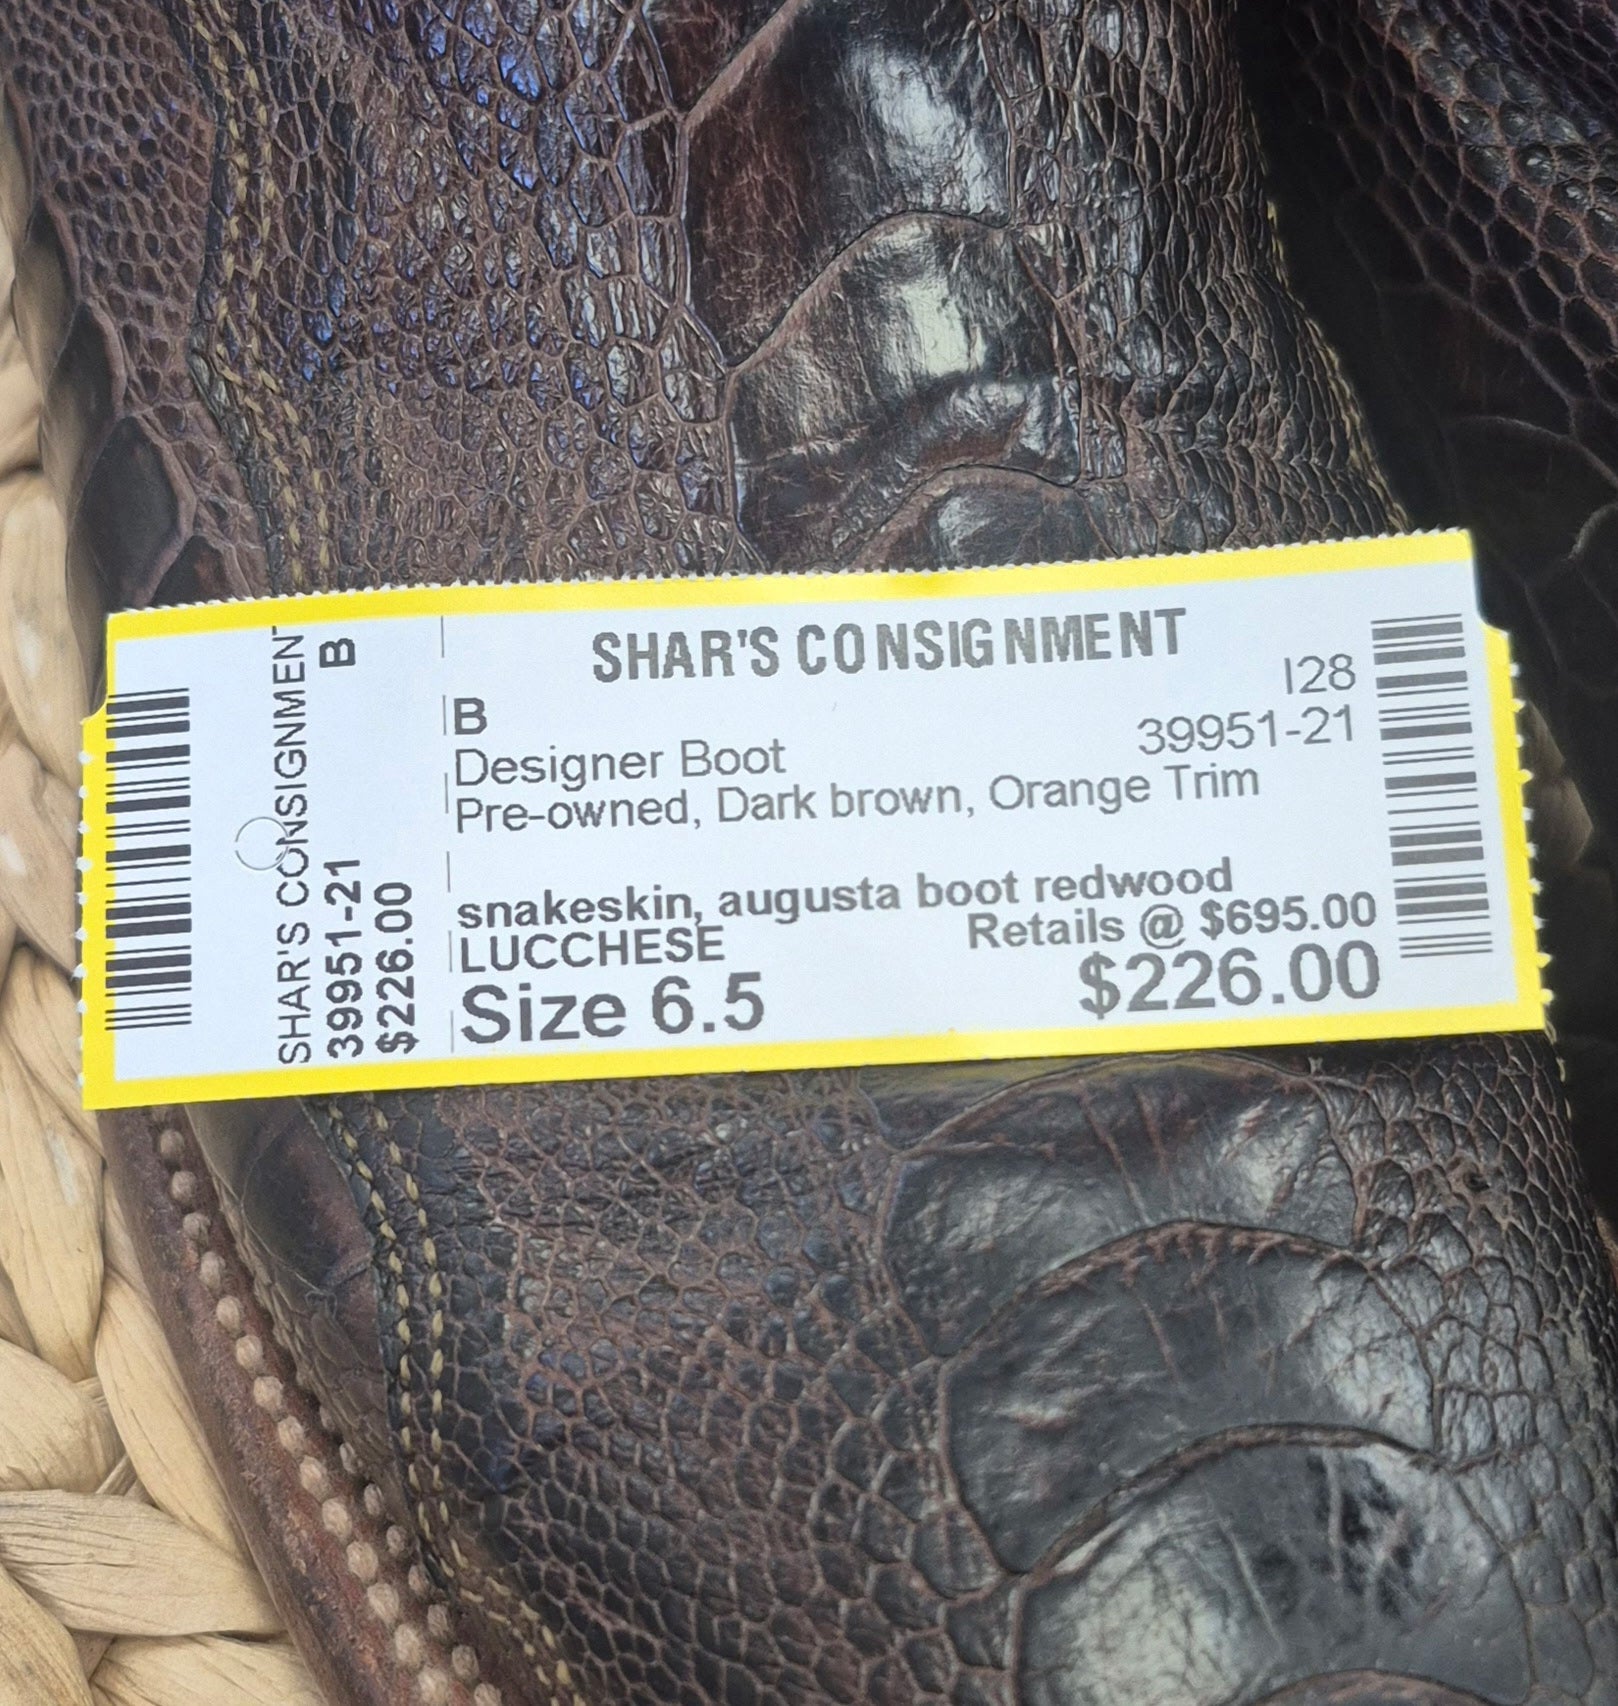 SHAR'S CONSIGNMENT
B
39951-21
$226.00
SHAR'S CONSIGNMENT
B
I28
Designer Boot
39951-21
Pre-owned, Dark brown, Orange Trim
snakeskin, augusta boot redwood
LUCCHESE
Retails @ $695.00
Size 6.5
$226.00